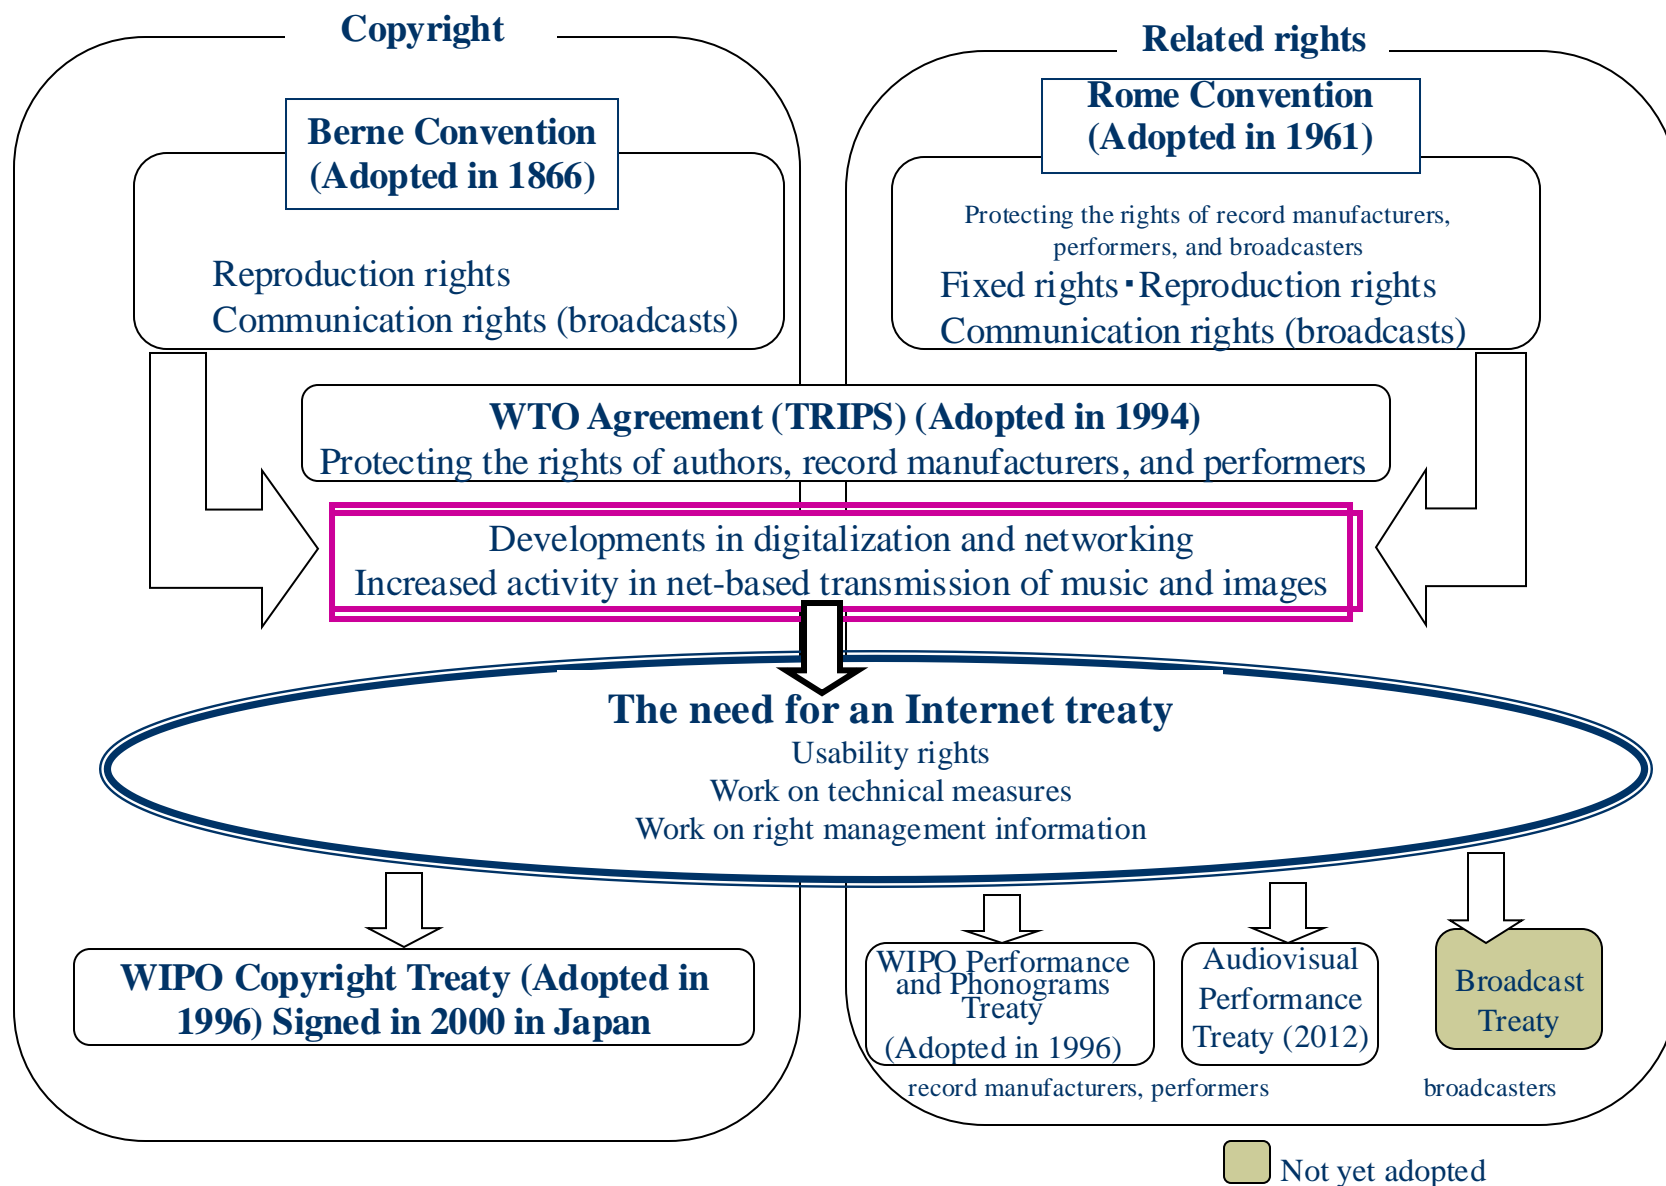 Copyright
Related rights
Berne Convention
(Adopted in 1866)
Reproduction rights
Communication rights (broadcasts)
Rome Convention
(Adopted in 1961)
Protecting the rights of record manufacturers,
performers, and broadcasters
Fixed rights・Reproduction rights
Communication rights (broadcasts)
WTO Agreement (TRIPS) (Adopted in 1994)
Protecting the rights of authors, record manufacturers, and performers
Developments in digitalization and networking
Increased activity in net-based transmission of music and images
The need for an Internet treaty
Usability rights
Work on technical measures
Work on right management information
WIPO Copyright Treaty (Adopted in
1996) Signed in 2000 in Japan
WIPO Performance
and Phonograms
Treaty
(Adopted in 1996)
Audiovisual
Performance
Treaty (2012)
Broadcast
Treaty
record manufacturers, performers
broadcasters
Not yet adopted